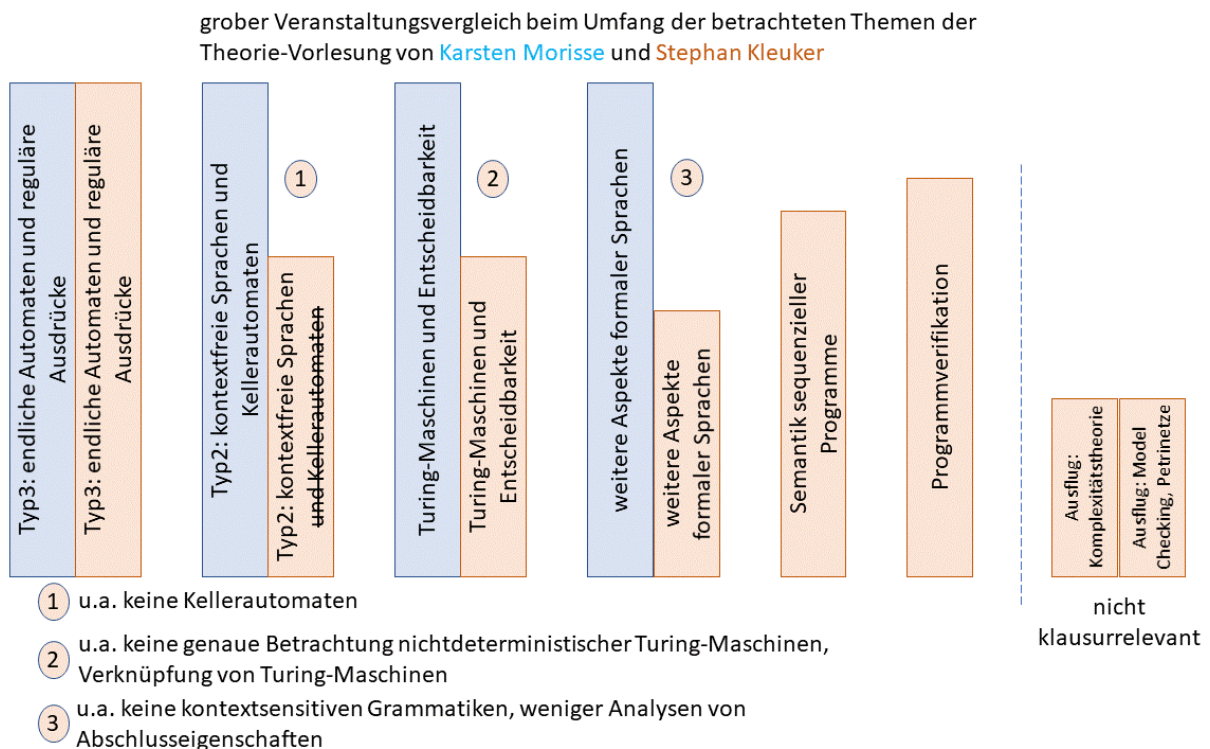 grober Veranstaltungsvergleich beim Umfang der betrachteten Themen der
Theorie-Vorlesung von Karsten Morisse und Stephan Kleuker
Typ3: endliche Automaten und reguläre
Ausdrücke
Typ3: endliche Automaten und reguläre
Ausdrücke
Typ2: kontextfreie Sprachen und
Kellerautomaten
1
Typ2: kontextfreie Sprachen
und Kellerautomaten
Turing-Maschinen und Entscheidbarkeit
2
Turing-Maschinen und
Entscheidbarkeit
weitere Aspekte formaler Sprachen
3
weitere Aspekte
formaler Sprachen
Semantik sequenzieller
Programme
Programmverifikation
Ausflug:
Komplexitätstheorie
Ausflug: Model
Checking, Petrinetze
nicht
klausurrelevant
1 u.a. keine Kellerautomaten
2 u.a. keine genaue Betrachtung nichtdeterministischer Turing-Maschinen,
Verknüpfung von Turing-Maschinen
3 u.a. keine kontextsensitiven Grammatiken, weniger Analysen von
Abschlusseigenschaften